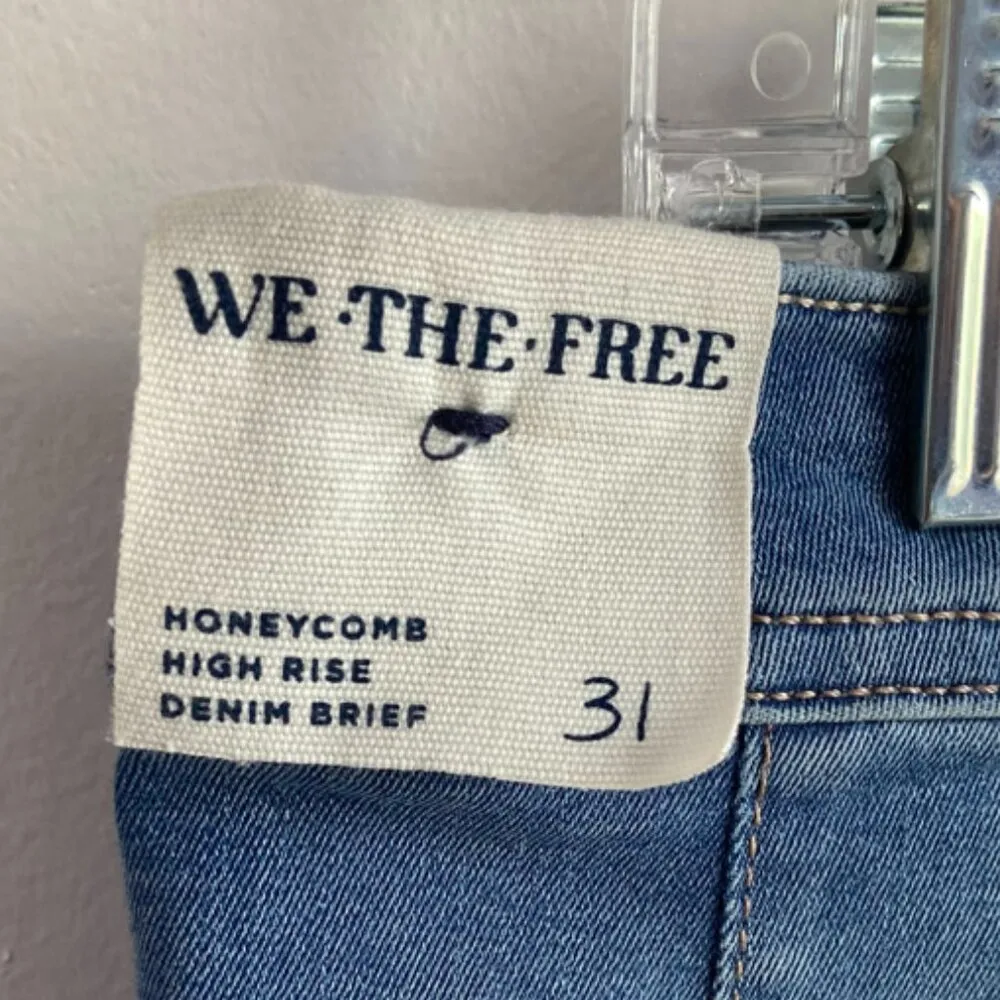 WE·THE·FREE
HONEYCOMB
HIGH RISE
DENIM BRIEF
31